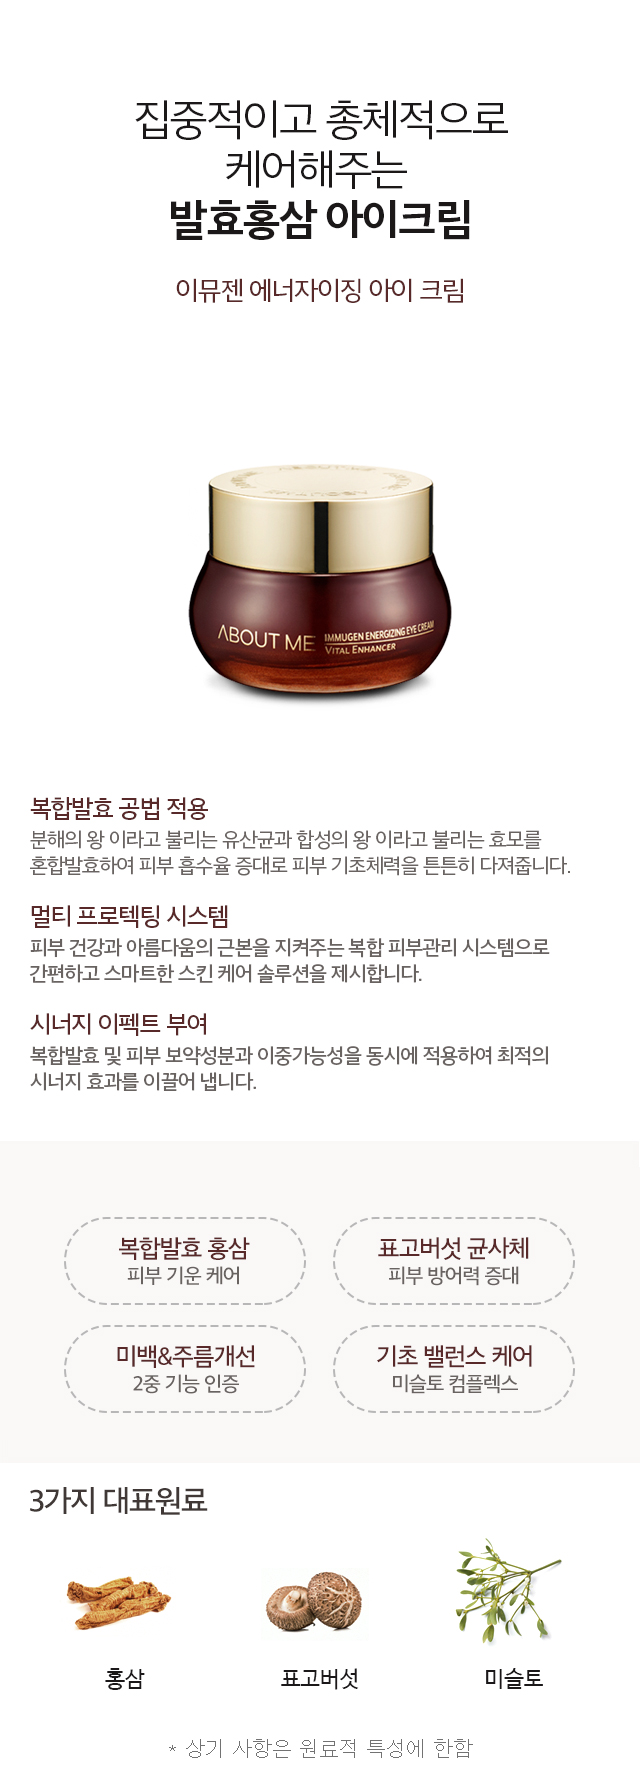 집중적이고 총체적으로
케어해주는
발효홍삼 아이크림
이뮤젠 에너자이징 아이 크림
ABOUT ME
IMMUGEN ENERGIZING EYE CREAM
VITAL ENHANCER
복합발효 공법 적용
분해의 왕 이라고 불리는 유산균과 합성의 왕 이라고 불리는 효모를
혼합발효하여 피부 흡수율 증대로 피부 기초체력을 튼튼히 다져줍니다.
멀티 프로텍팅 시스템
피부 건강과 아름다움의 근본을 지켜주는 복합 피부관리 시스템으로
간편하고 스마트한 스킨 케어 솔루션을 제시합니다.
시너지 이펙트 부여
복합발효 및 피부 보약성분과 이중가능성을 동시에 적용하여 최적의
시너지 효과를 이끌어 냅니다.
복합발효 홍삼
피부 기운 케어
표고버섯 균사체
피부 방어력 증대
미백&주름개선
2중 기능 인증
기초 밸런스 케어
미슬토 컴플렉스
3가지 대표원료
홍삼
표고버섯
미슬토
* 상기 사항은 원료적 특성에 한함